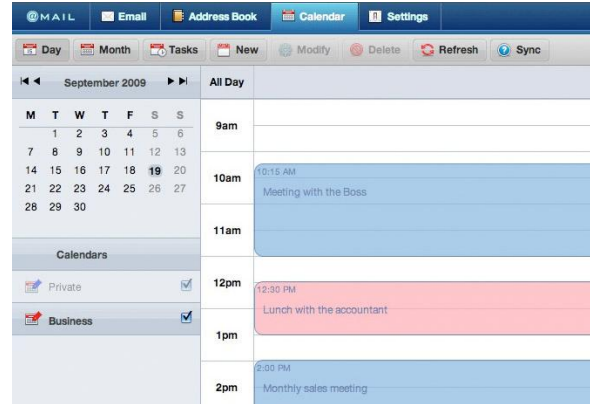 @MAIL Email Address Book Calendar Settings
Day Month Tasks New Modify Delete Refresh Sync
September 2009
M T W T F S S
1 2 3 4 5 6
7 8 9 10 11 12 13
14 15 16 17 18 19 20
21 22 23 24 25 26 27
28 29 30
Calendars
Private
Business
All Day
9am
10am
10:15 AM
Meeting with the Boss
11am
12pm
12:30 PM
Lunch with the accountant
1pm
2:00 PM
2pm
Monthly sales meeting